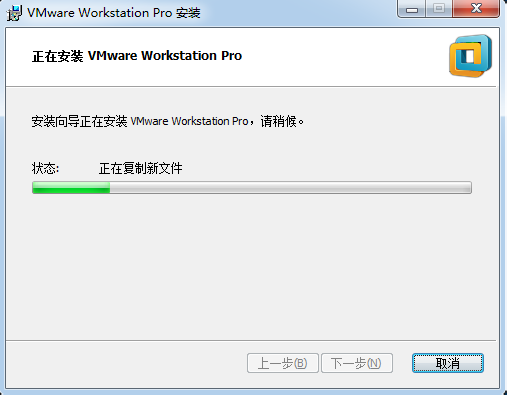 VMware Workstation Pro 安装
正在安装 VMware Workstation Pro
安装向导正在安装 VMware Workstation Pro，请稍候。
状态: 正在复制新文件
上一步(B) 下一步(N) 取消